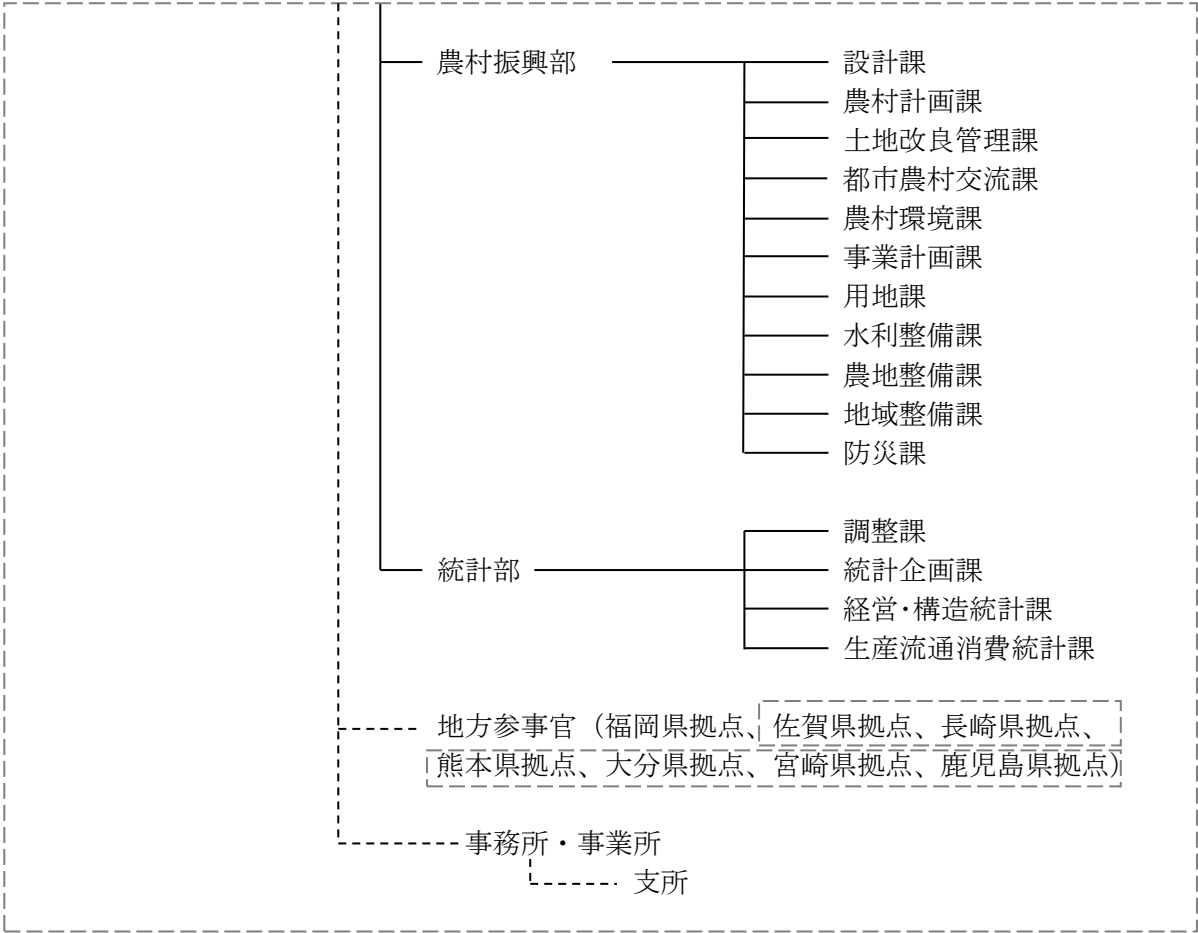 農村振興部 設計課
農村計画課
土地改良管理課
都市農村交流課
農村環境課
事業計画課
用地課
水利整備課
農地整備課
地域整備課
防災課
調整課
統計部 統計企画課
経営・構造統計課
生産流通消費統計課
地方参事官（福岡県拠点、佐賀県拠点、長崎県拠点、
熊本県拠点、大分県拠点、宮崎県拠点、鹿児島県拠点）
事務所・事業所
支所